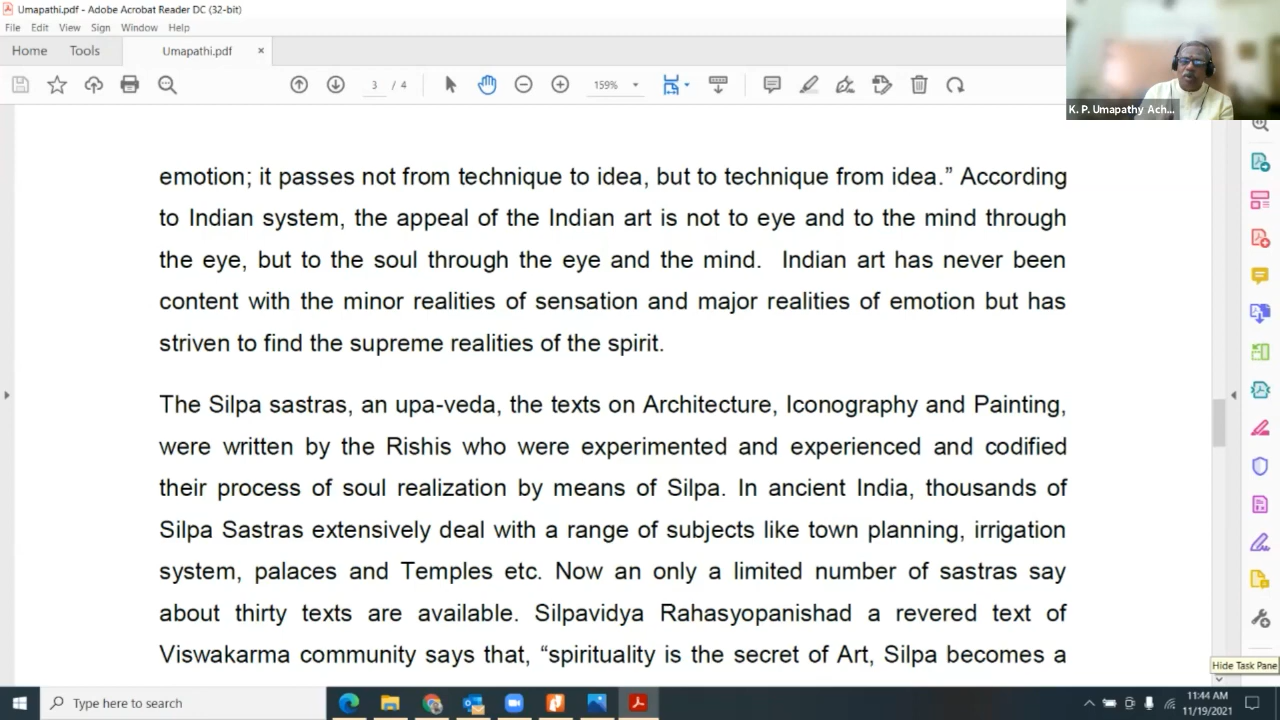 Umapathi.pdf - Adobe Acrobat Reader DC (32-bit)
File Edit View Sign Window Help
Home Tools Umapathi.pdf ×
3 / 4 159%
K. P. Umapathy Ach...
emotion; it passes not from technique to idea, but to technique from idea.” According
to Indian system, the appeal of the Indian art is not to eye and to the mind through
the eye, but to the soul through the eye and the mind. Indian art has never been
content with the minor realities of sensation and major realities of emotion but has
striven to find the supreme realities of the spirit.
The Silpa sastras, an upa-veda, the texts on Architecture, Iconography and Painting,
were written by the Rishis who were experimented and experienced and codified
their process of soul realization by means of Silpa. In ancient India, thousands of
Silpa Sastras extensively deal with a range of subjects like town planning, irrigation
system, palaces and Temples etc. Now an only a limited number of sastras say
about thirty texts are available. Silpavidya Rahasyopanishad a revered text of
Viswakarma community says that, “spirituality is the secret of Art, Silpa becomes a
Hide Task Pane
Type here to search
11:44 AM
11/19/2021